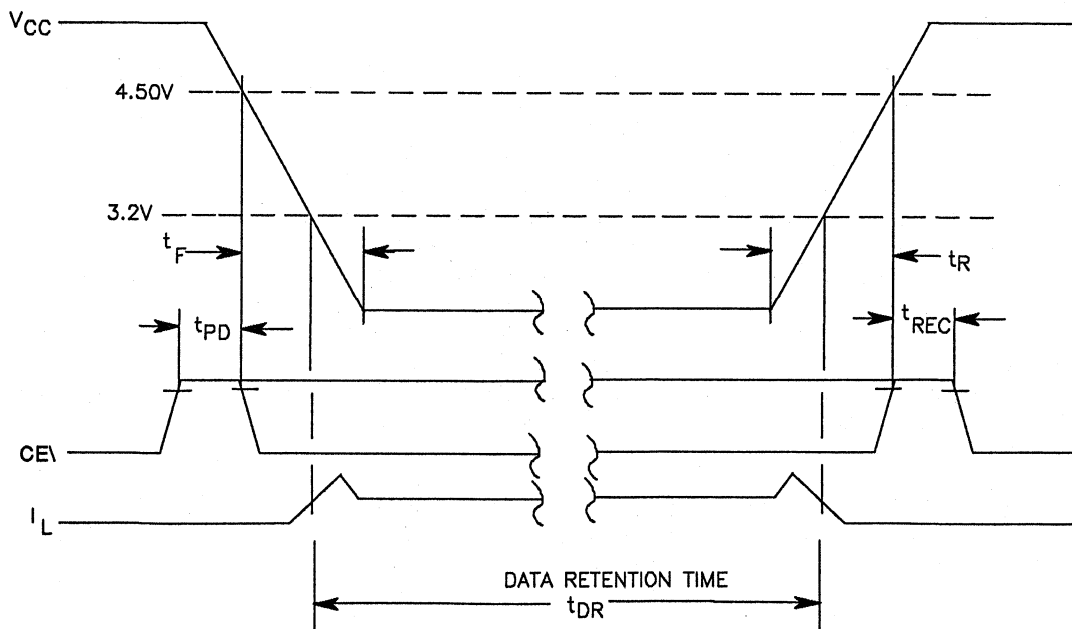 VCC
4.50V
3.2V
tF
tR
tPD
tREC
CE\
IL
DATA RETENTION TIME
tDR